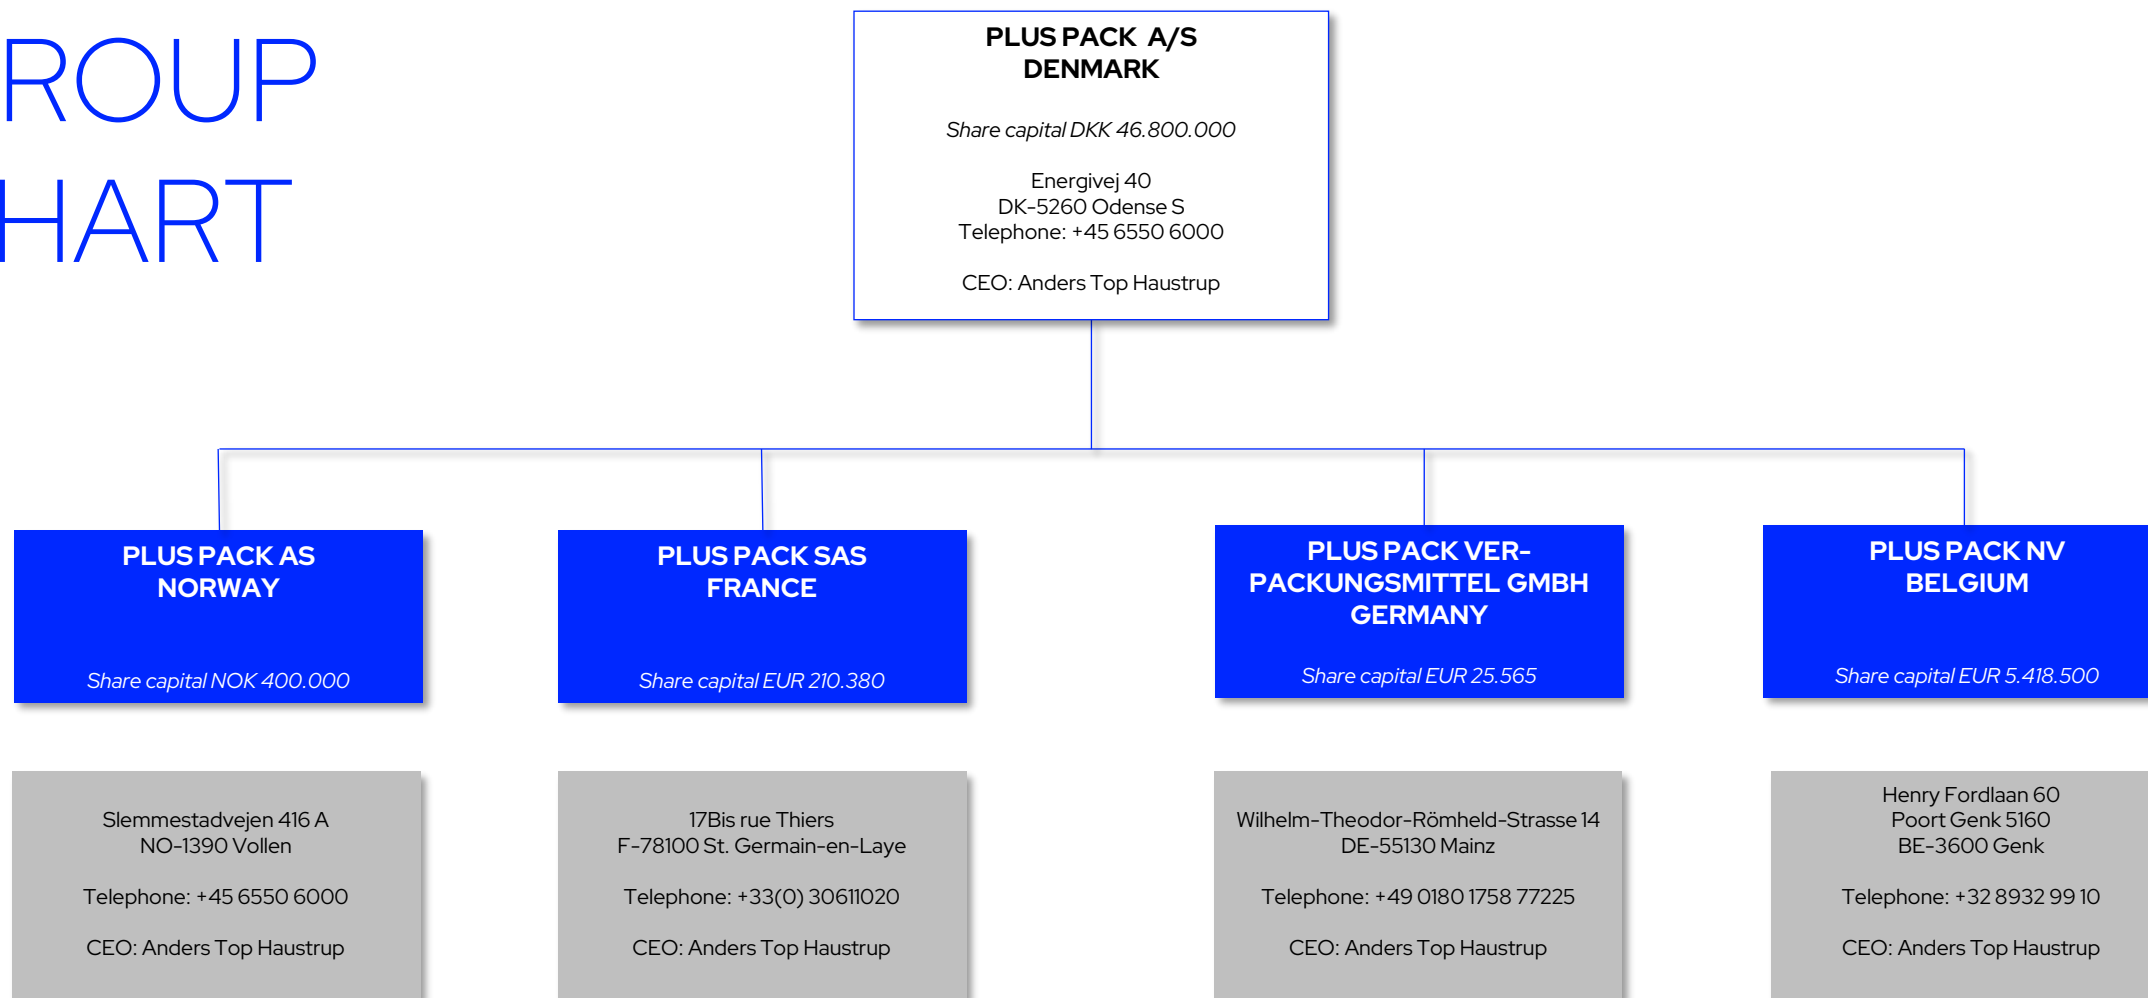 ROUP
HART
PLUS PACK A/S
DENMARK
Share capital DKK 46.800.000
Energivej 40
DK-5260 Odense S
Telephone: +45 6550 6000
CEO: Anders Top Haustrup
PLUS PACK AS
NORWAY
Share capital NOK 400.000
PLUS PACK SAS
FRANCE
Share capital EUR 210.380
PLUS PACK VER-
PACKUNGSMITTEL GMBH
GERMANY
Share capital EUR 25.565
PLUS PACK NV
BELGIUM
Share capital EUR 5.418.500
Slemmestadvejen 416 A
NO-1390 Vollen
Telephone: +45 6550 6000
CEO: Anders Top Haustrup
17Bis rue Thiers
F-78100 St. Germain-en-Laye
Telephone: +33(0) 30611020
CEO: Anders Top Haustrup
Wilhelm-Theodor-Römheld-Strasse 14
DE-55130 Mainz
Telephone: +49 0180 1758 77225
CEO: Anders Top Haustrup
Henry Fordlaan 60
Poort Genk 5160
BE-3600 Genk
Telephone: +32 8932 99 10
CEO: Anders Top Haustrup